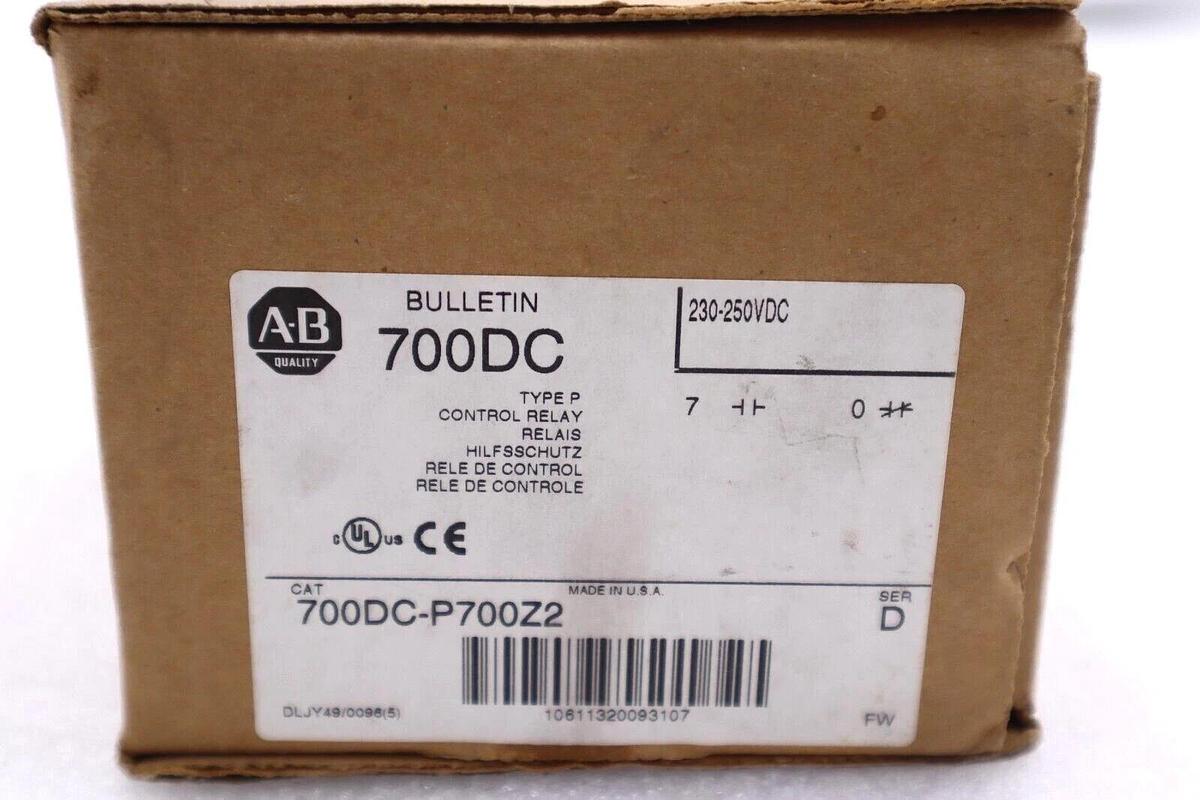 A-B
QUALITY
BULLETIN
700DC
TYPE P
CONTROL RELAY
RELAIS
HILFSSCHUTZ
RELE DE CONTROL
RELE DE CONTROLE
230-250VDC
7 0
C UL US CE
CAT
MADE IN U.S.A.
SER
700DC-P700Z2
D
DLJY49/0096(5)
10611320093107
FW